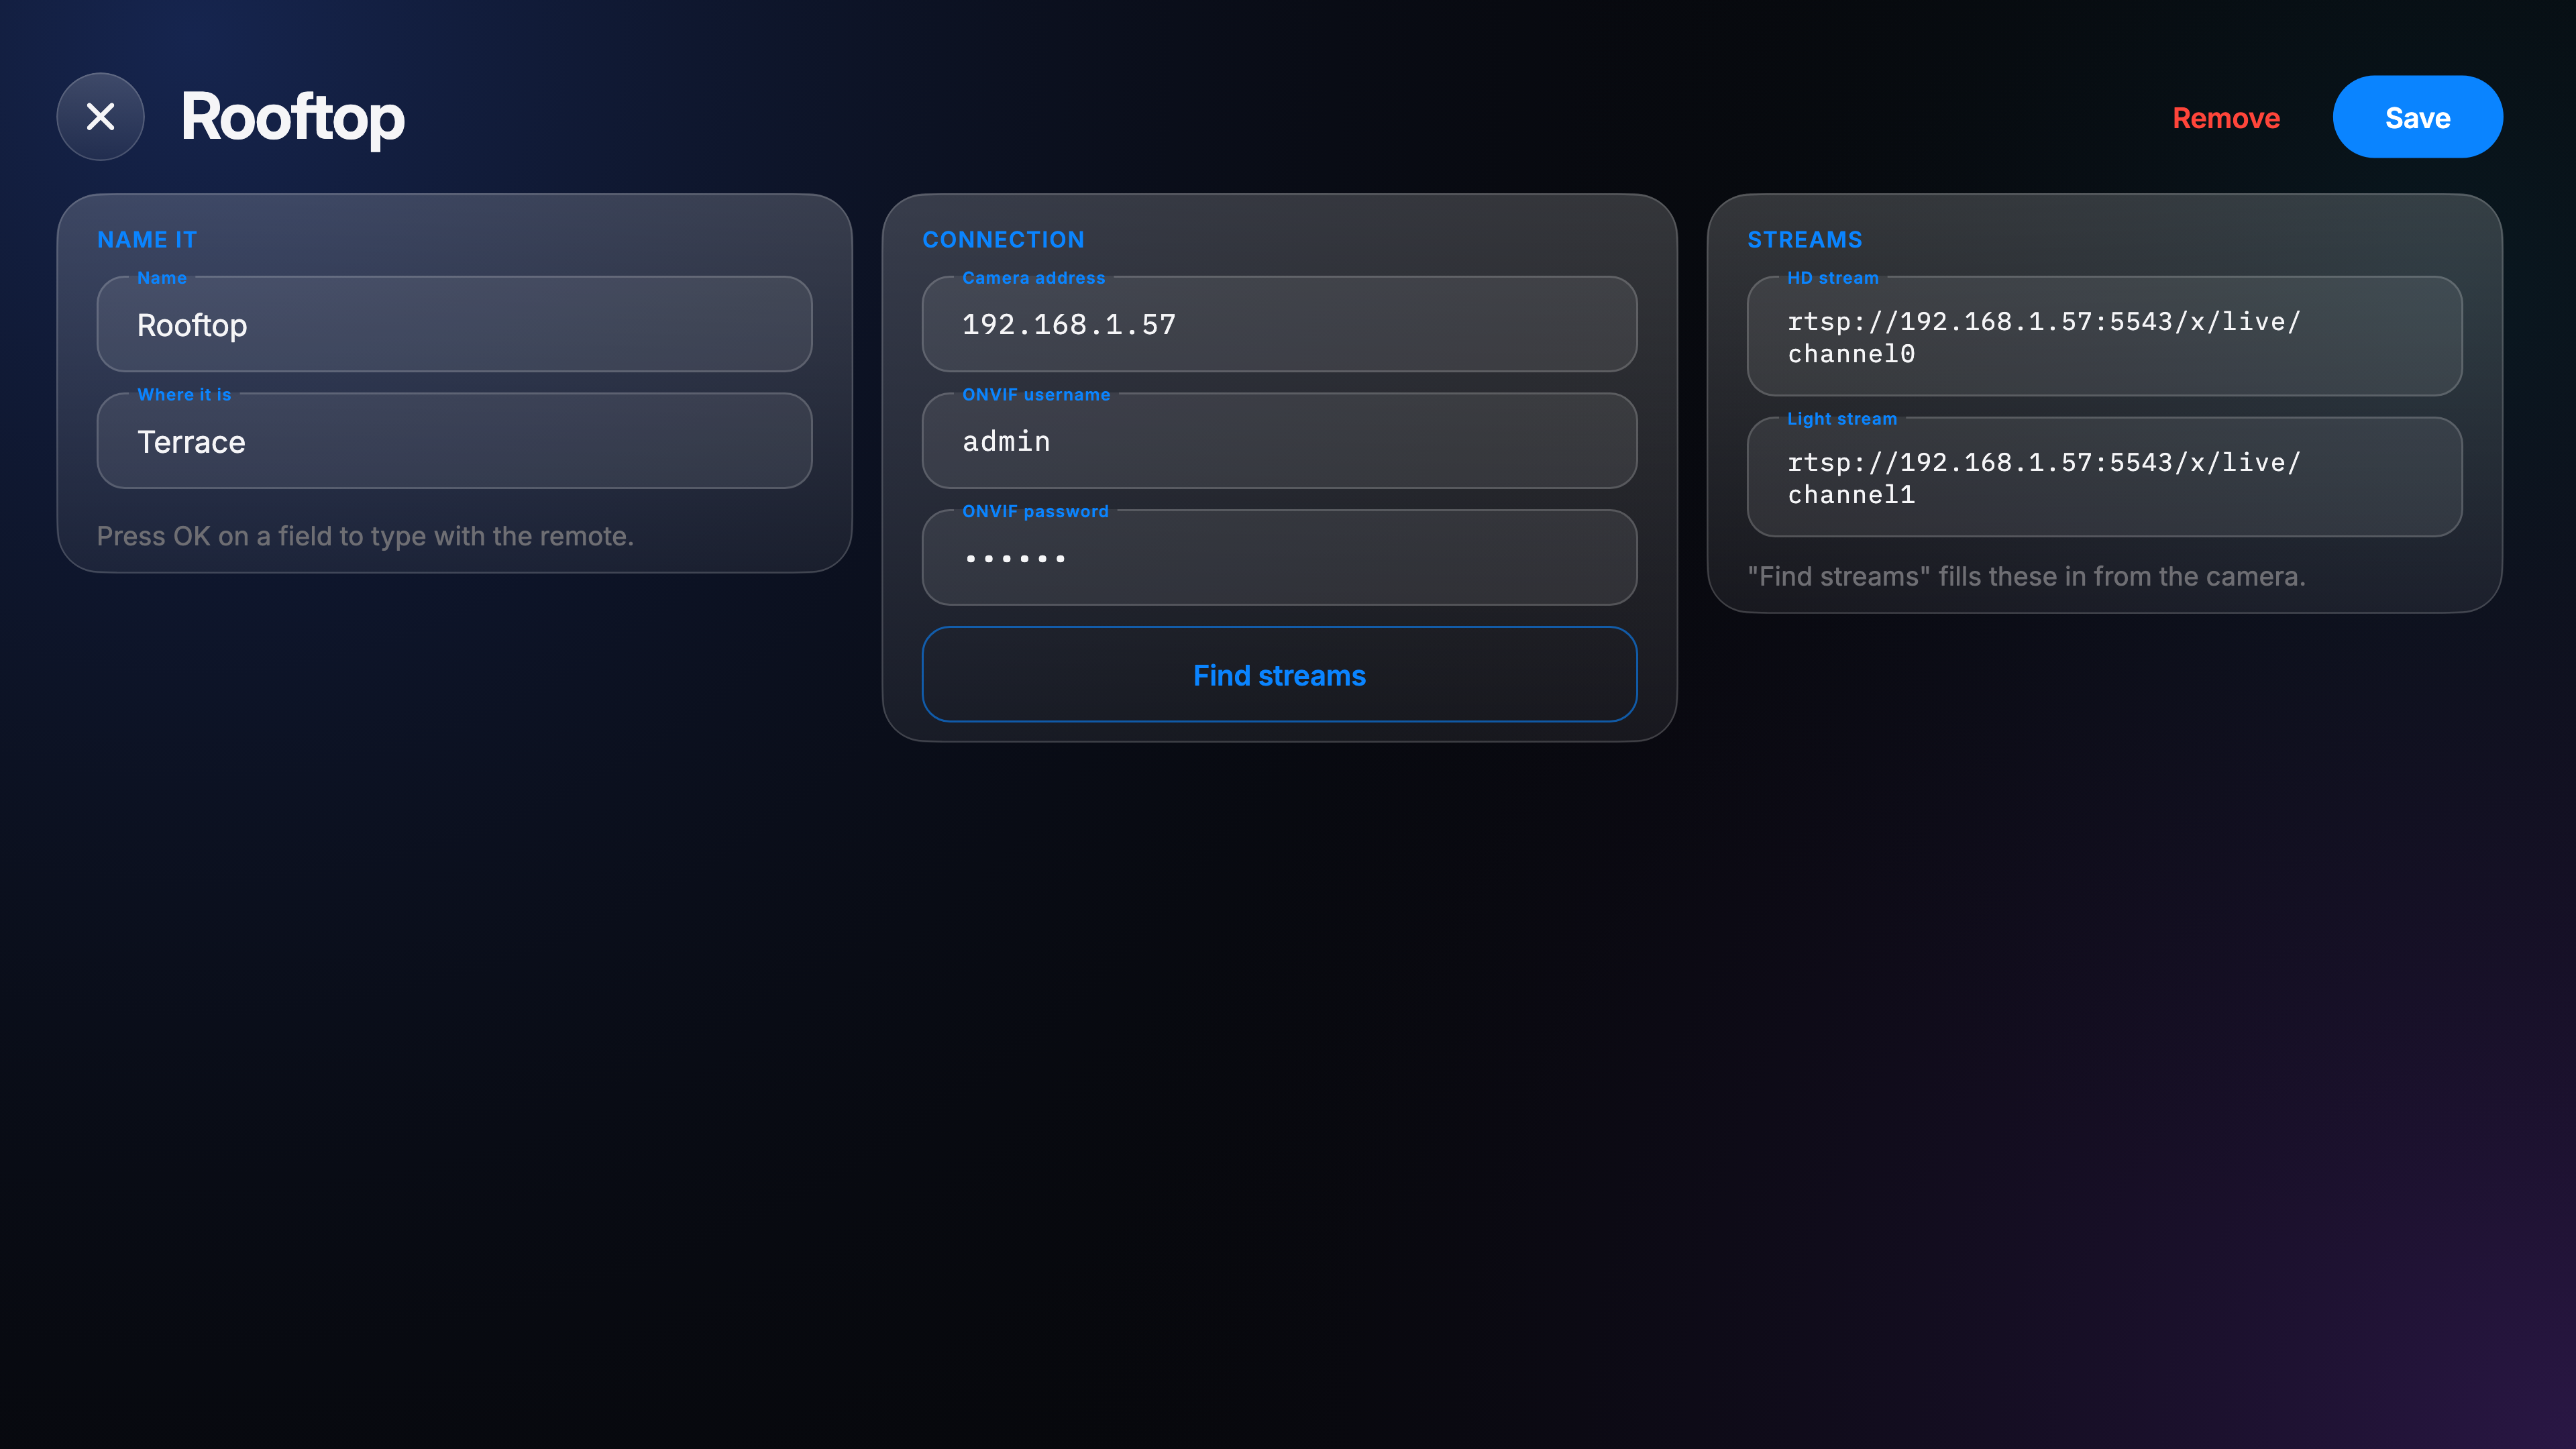 Rooftop
Remove
Save
NAME IT
Name
Rooftop
Where it is
Terrace
Press OK on a field to type with the remote.
CONNECTION
Camera address
192.168.1.57
ONVIF username
admin
ONVIF password
••••••
Find streams
STREAMS
HD stream
rtsp://192.168.1.57:5543/x/live/
channel0
Light stream
rtsp://192.168.1.57:5543/x/live/
channel1
"Find streams" fills these in from the camera.